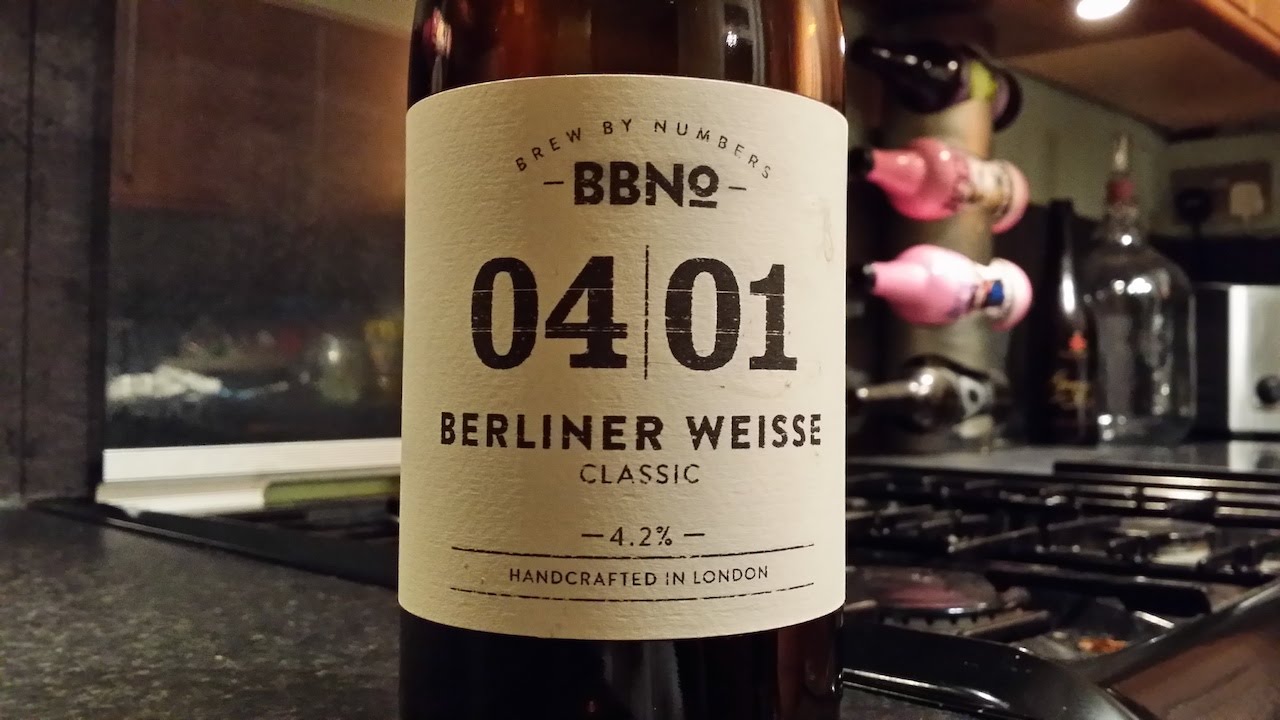 BREW BY NUMBERS
BBNo
04|01
BERLINER WEISSE
CLASSIC
4.2%
HANDCRAFTED IN LONDON